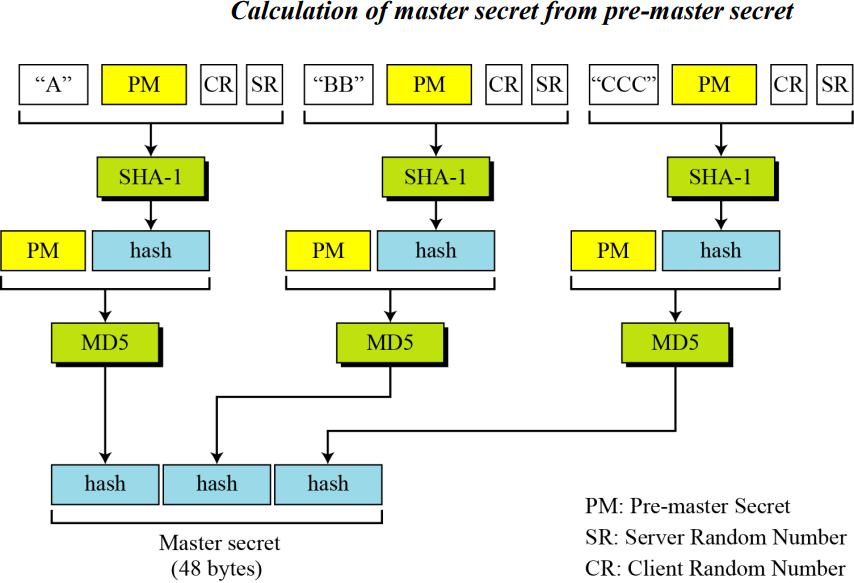 Calculation of master secret from pre-master secret
“A” PM CR SR “BB” PM CR SR “CCC” PM CR SR
SHA-1 SHA-1 SHA-1
PM hash PM hash PM hash
MD5 MD5 MD5
hash hash hash
Master secret
(48 bytes)
PM: Pre-master Secret
SR: Server Random Number
CR: Client Random Number